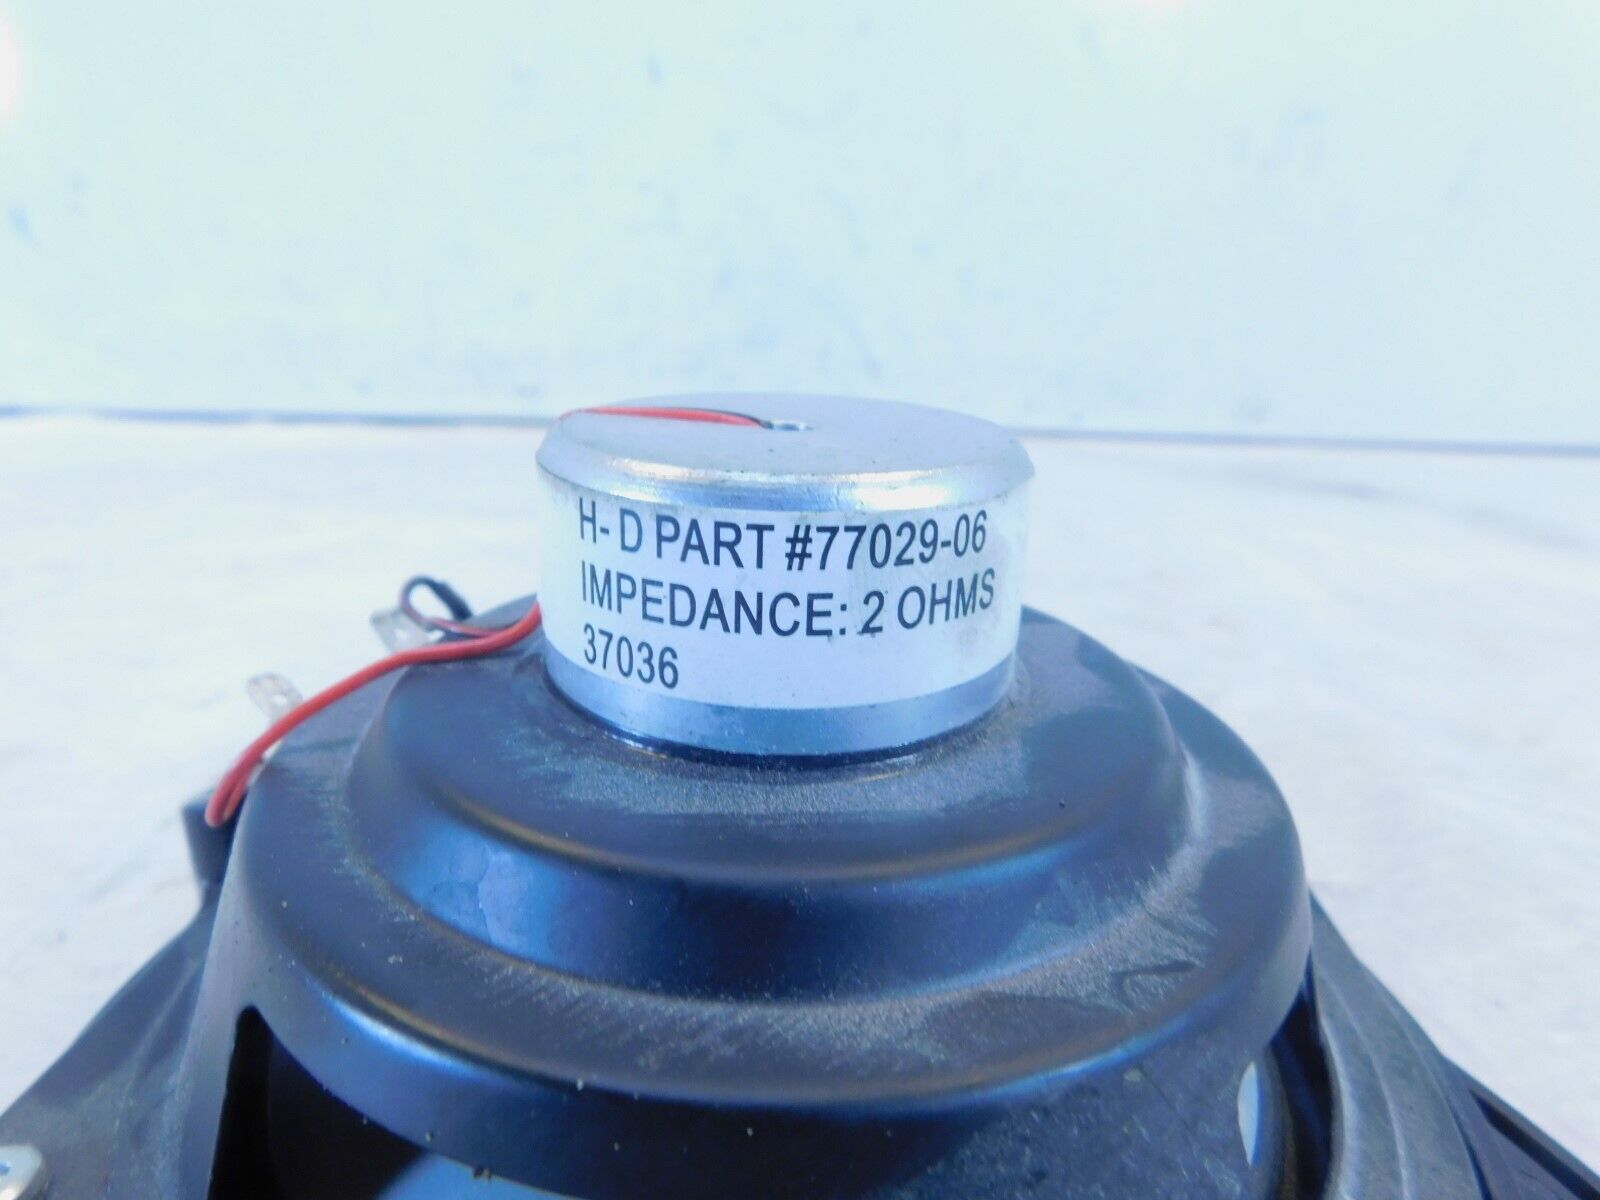 H-D PART #77029-06
IMPEDANCE: 2 OHMS
37036